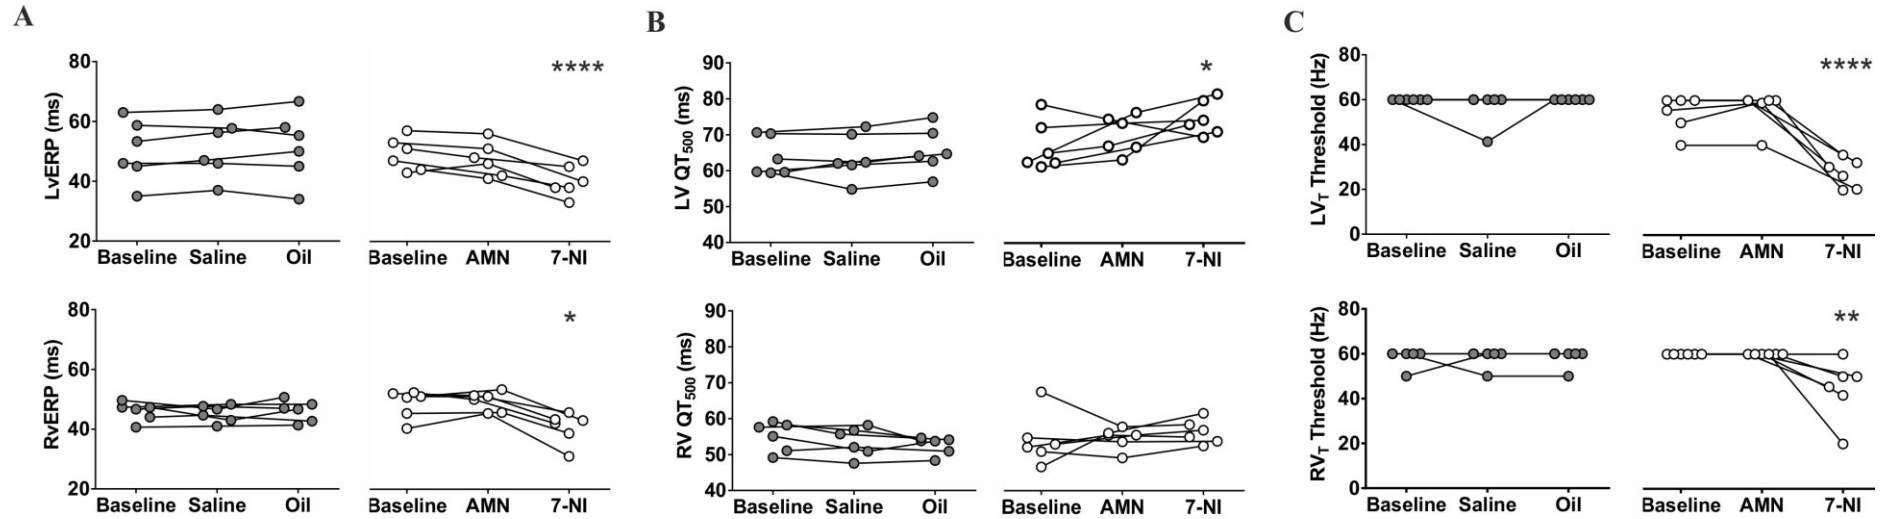 A
LvERP (ms)
80
60
40
20
Baseline Saline Oil
****
Baseline AMN 7-NI
RvERP (ms)
80
60
40
20
Baseline Saline Oil
*
Baseline AMN 7-NI
B
LV QT500 (ms)
90
80
70
60
50
40
Baseline Saline Oil
*
Baseline AMN 7-NI
RV QT500 (ms)
90
80
70
60
50
40
Baseline Saline Oil
Baseline AMN 7-NI
C
LVT Threshold (Hz)
80
60
40
20
0
Baseline Saline Oil
****
Baseline AMN 7-NI
RVT Threshold (Hz)
80
60
40
20
0
Baseline Saline Oil
**
Baseline AMN 7-NI